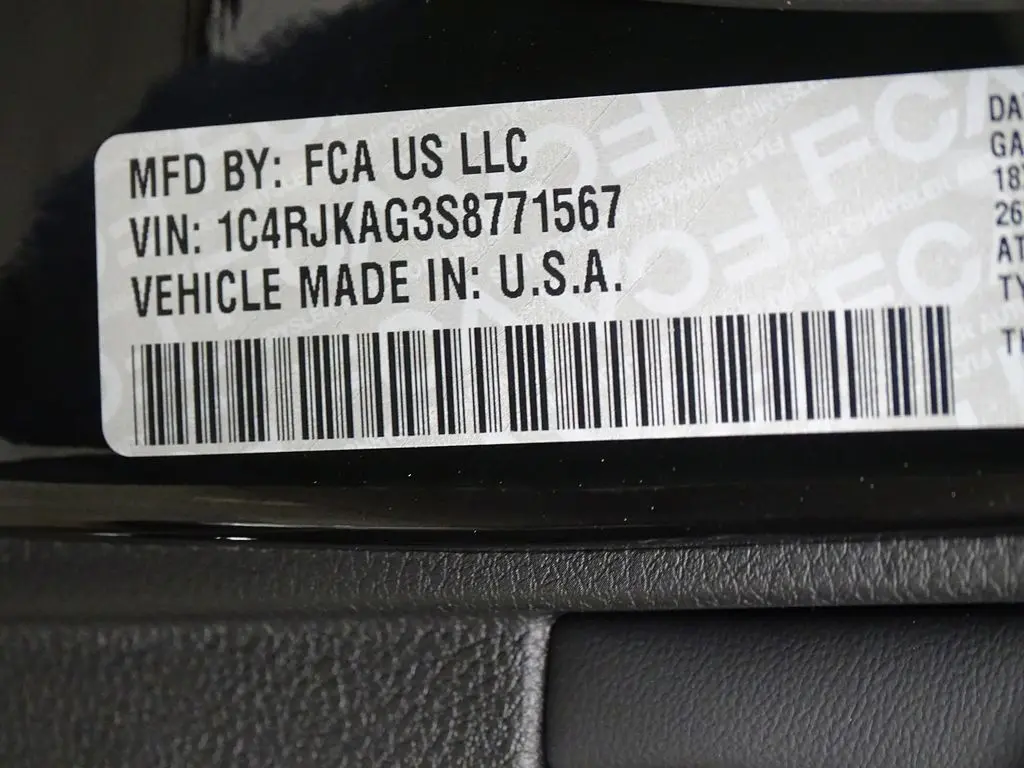 MFD BY: FCA US LLC
VIN: 1C4RJKAG3S8771567
VEHICLE MADE IN: U.S.A.